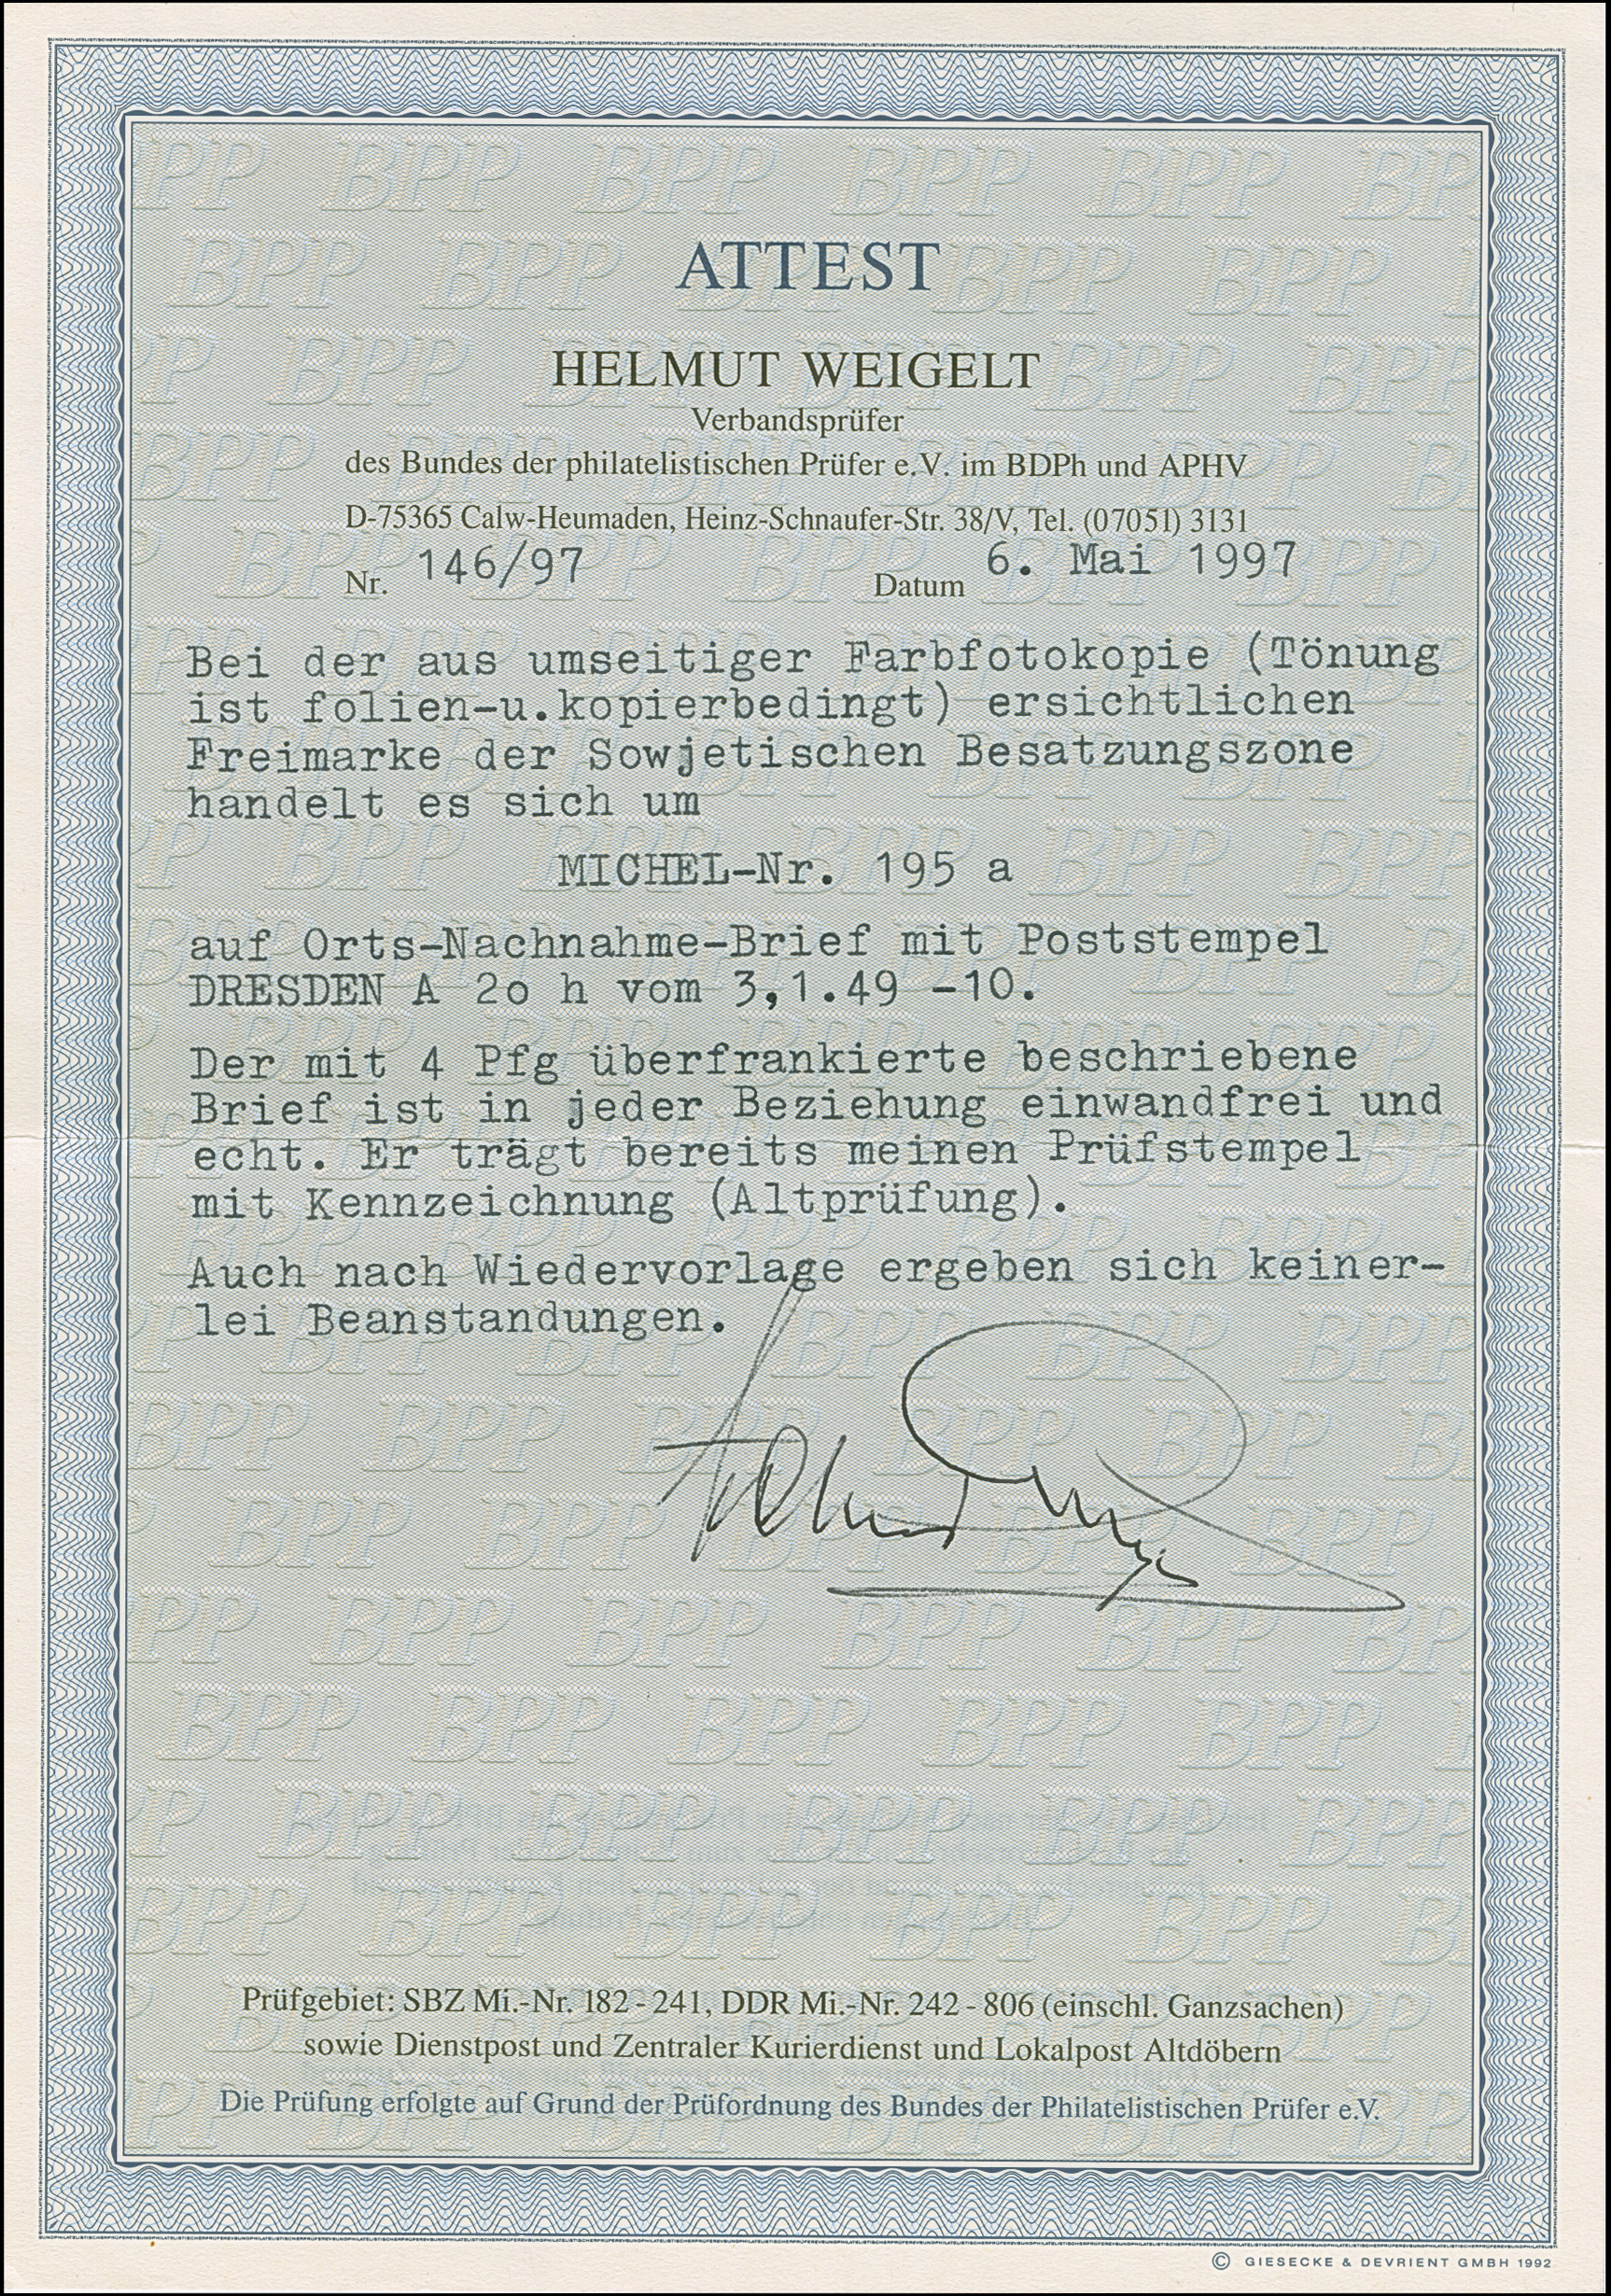 ATTEST
HELMUT WEIGELT
Verbandsprüfer
des Bundes der philatelistischen Prüfer e.V. im BDPh und APHV
D-75365 Calw-Heumaden, Heinz-Schnaufer-Str. 38/V, Tel. (07051) 3131
Nr. 146/97 Datum 6. Mai 1997
Bei der aus umseitiger Farbfotokopie (Tönung
ist folien-u.kopierbedingt) ersichtlichen
Freimarke der Sowjetischen Besatzungszone
handelt es sich um
MICHEL-Nr. 195 a
auf Orts-Nachnahme-Brief mit Poststempel
DRESDEN A 2o h vom 3,1.49 -10.
Der mit 4 Pfg überfrankierte beschriebene
Brief ist in jeder Beziehung einwandfrei und
echt. Er trägt bereits meinen Prüfstempel
mit Kennzeichnung (Altprüfung).
Auch nach Wiedervorlage ergeben sich keiner-
lei Beanstandungen.
Prüfgebiet: SBZ Mi.-Nr. 182 - 241, DDR Mi.-Nr. 242 - 806 (einschl. Ganzsachen)
sowie Dienstpost und Zentraler Kurierdienst und Lokalpost Altdöbern
Die Prüfung erfolgte auf Grund der Prüfordnung des Bundes der Philatelistischen Prüfer e.V.
© GIESECKE & DEVRIENT GMBH 1992